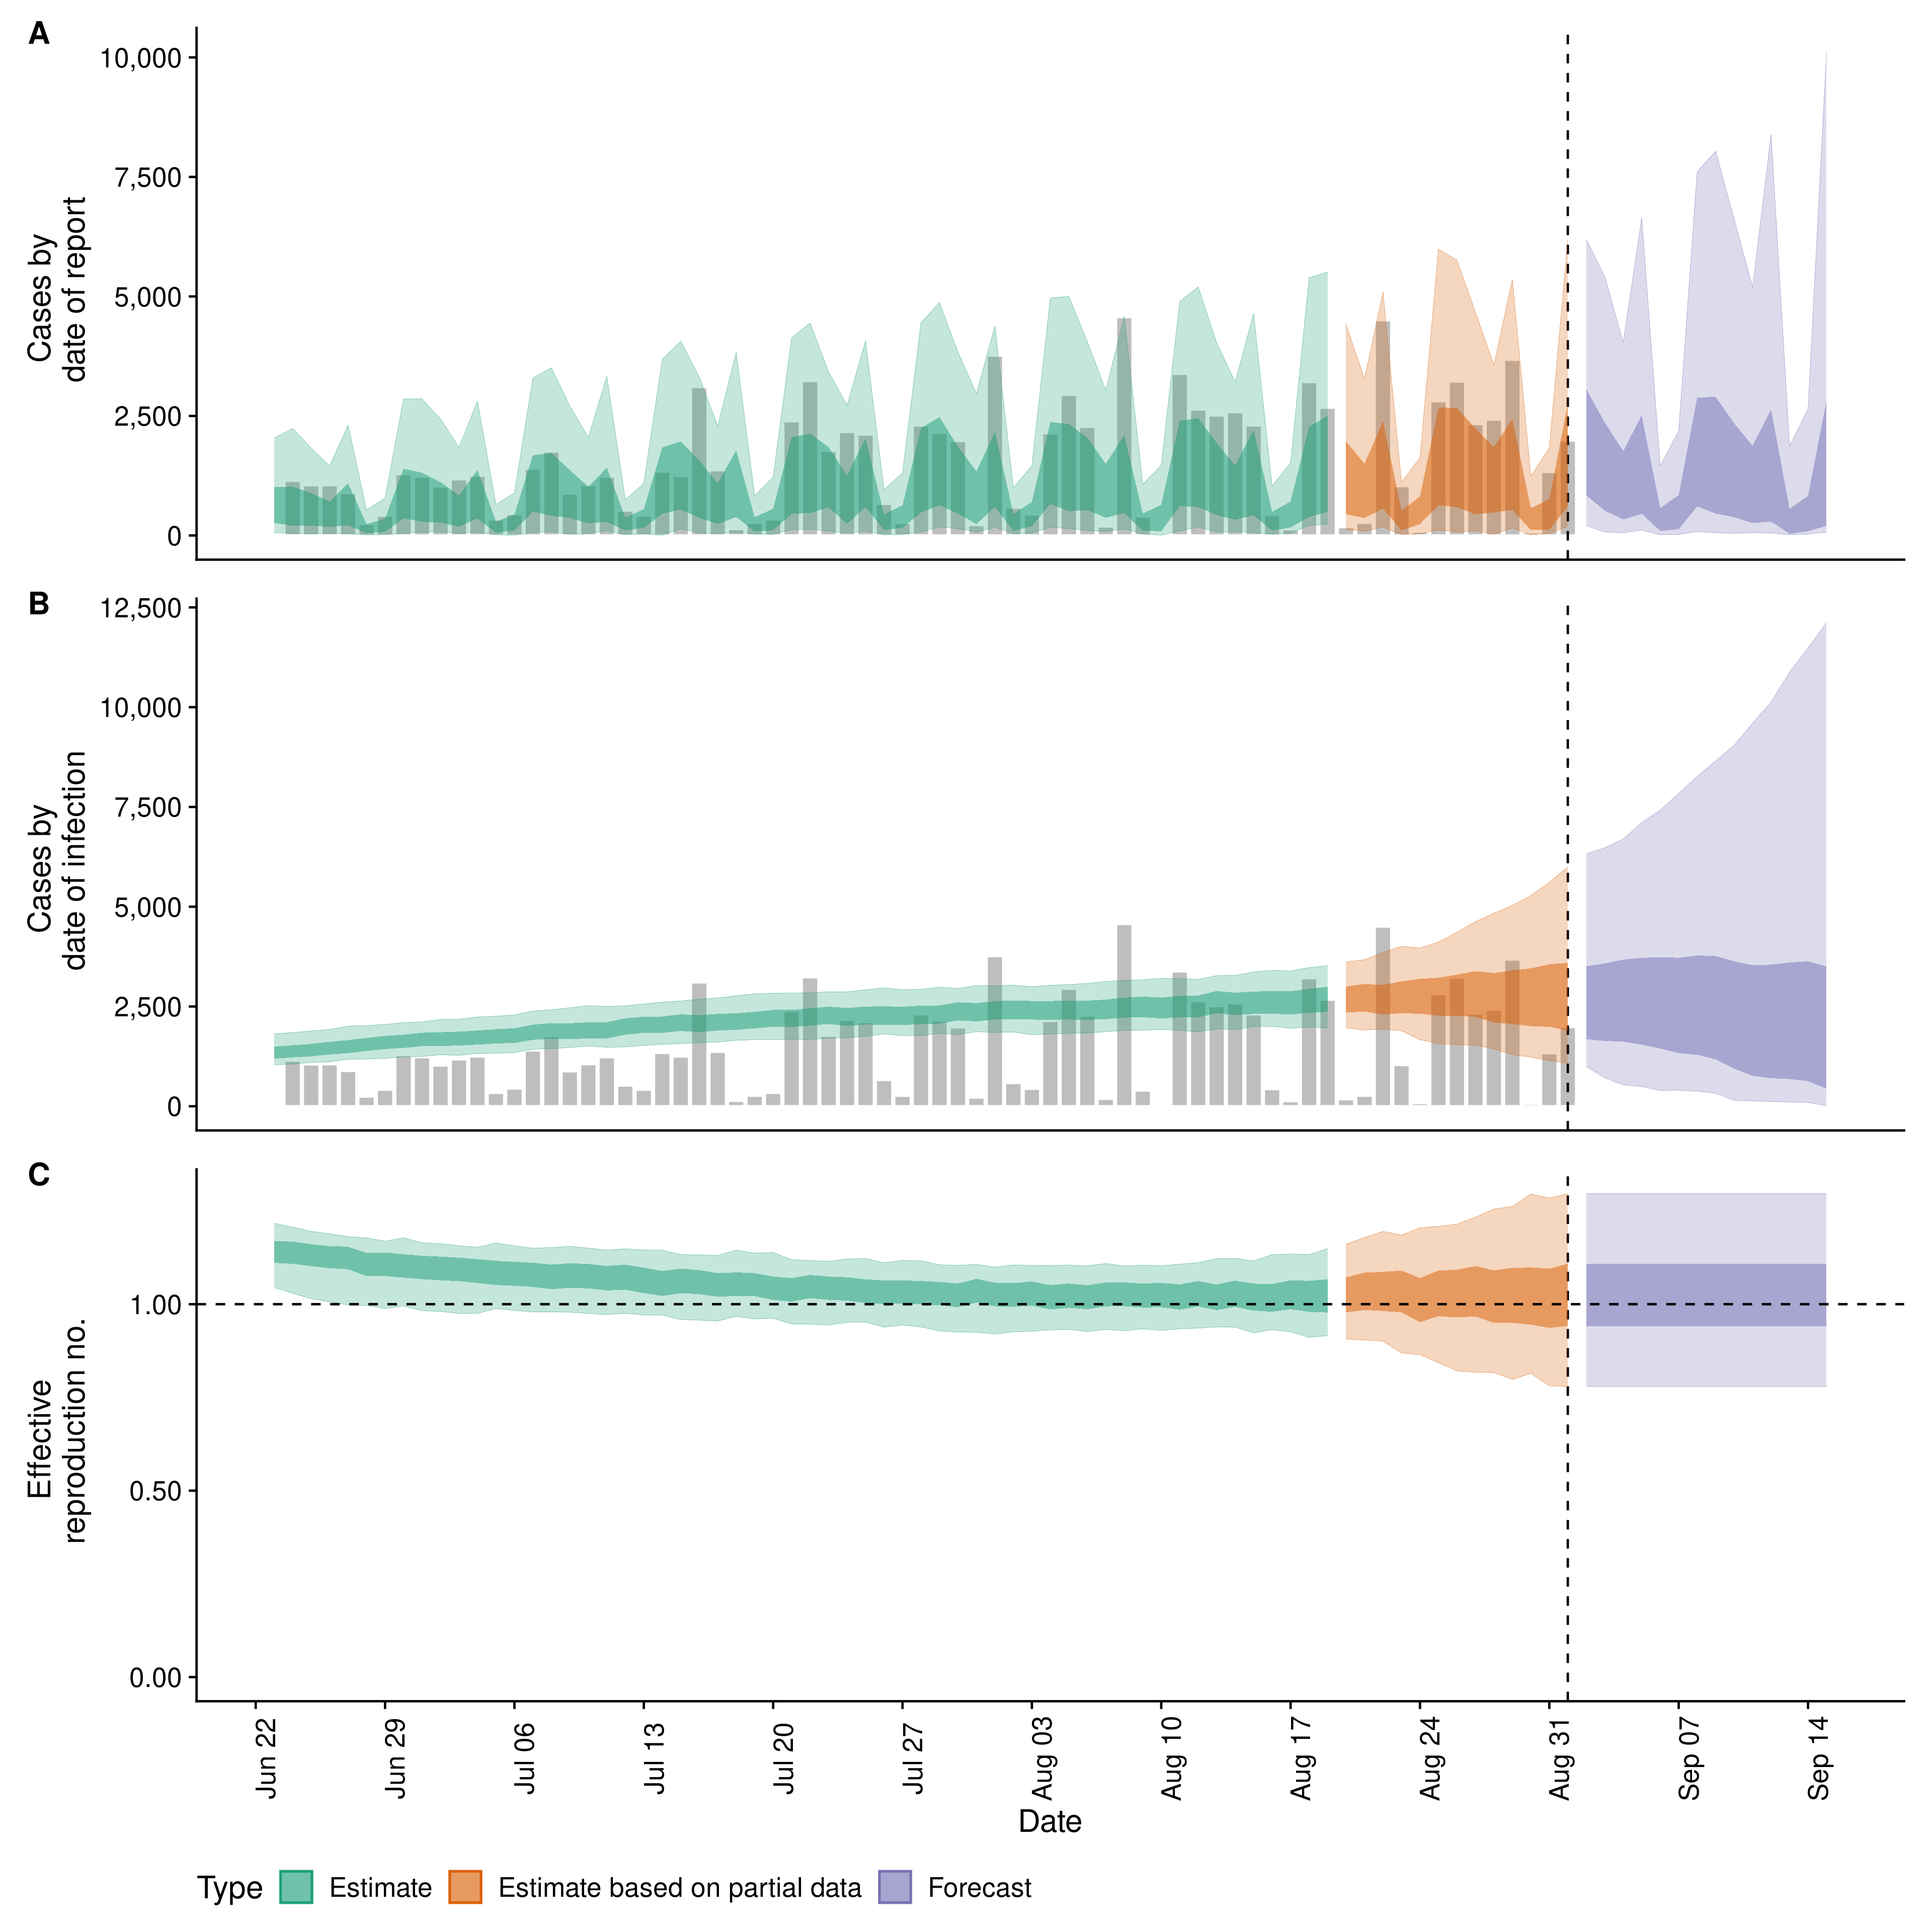 A
10,000
7,500
5,000
2,500
0
Cases by
date of report
B
12,500
10,000
7,500
5,000
2,500
0
Cases by
date of infection
C
1.00
0.50
0.00
Effective
reproduction no.
Jun 22
Jun 29
Jul 06
Jul 13
Jul 20
Jul 27
Aug 03
Aug 10
Aug 17
Aug 24
Aug 31
Sep 07
Sep 14
Date
Type Estimate Estimate based on partial data Forecast